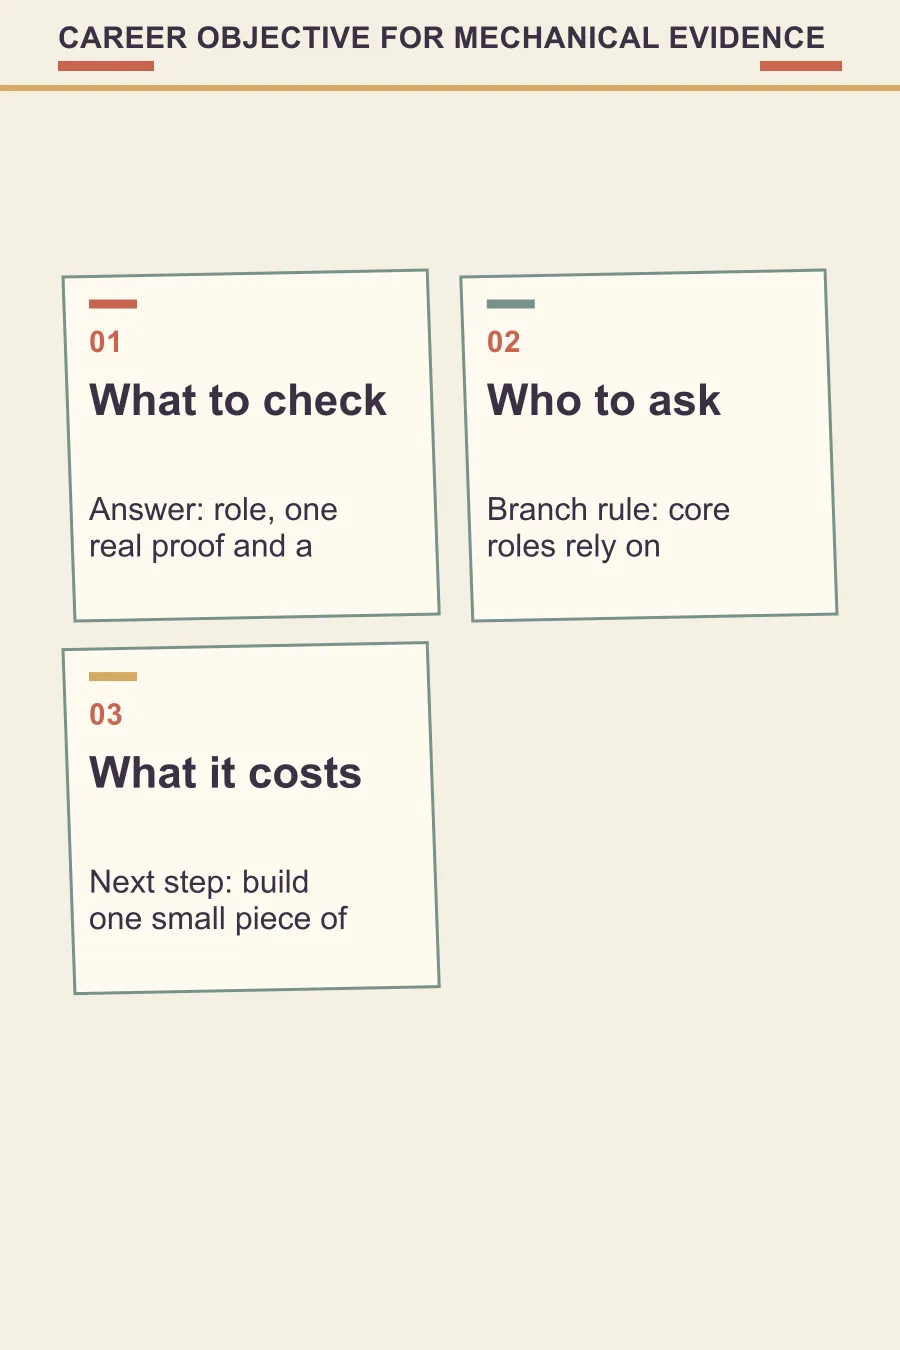 CAREER OBJECTIVE FOR MECHANICAL EVIDENCE
01
What to check
Answer: role, one
real proof and a
02
Who to ask
Branch rule: core
roles rely on
03
What it costs
Next step: build
one small piece of